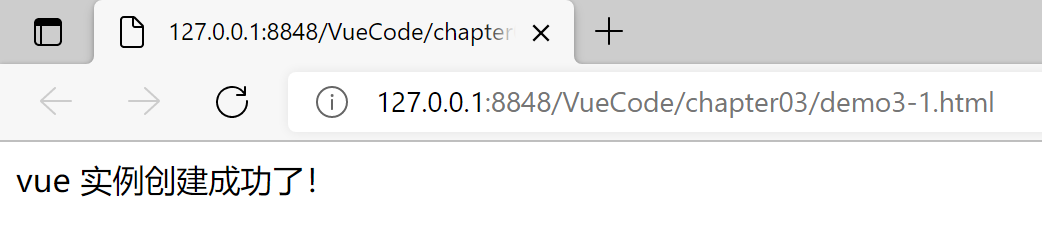 127.0.0.1:8848/VueCode/chapter
127.0.0.1:8848/VueCode/chapter03/demo3-1.html
vue 实例创建成功了！